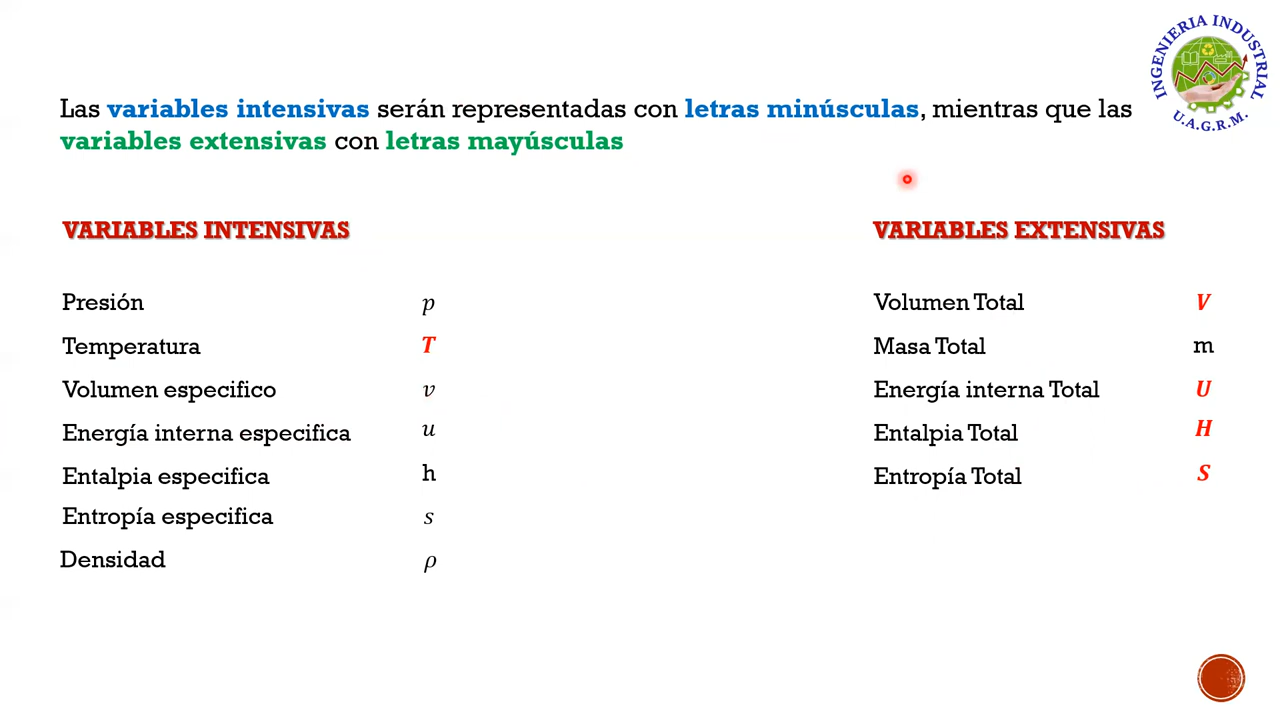 INGENIERIA INDUSTRIAL
U.A.G.R.M.
Las variables intensivas serán representadas con letras minúsculas, mientras que las
variables extensivas con letras mayúsculas
VARIABLES INTENSIVAS
Presión p
Temperatura T
Volumen especifico v
Energía interna especifica u
Entalpia especifica h
Entropía especifica s
Densidad ρ
VARIABLES EXTENSIVAS
Volumen Total V
Masa Total m
Energía interna Total U
Entalpia Total H
Entropía Total S